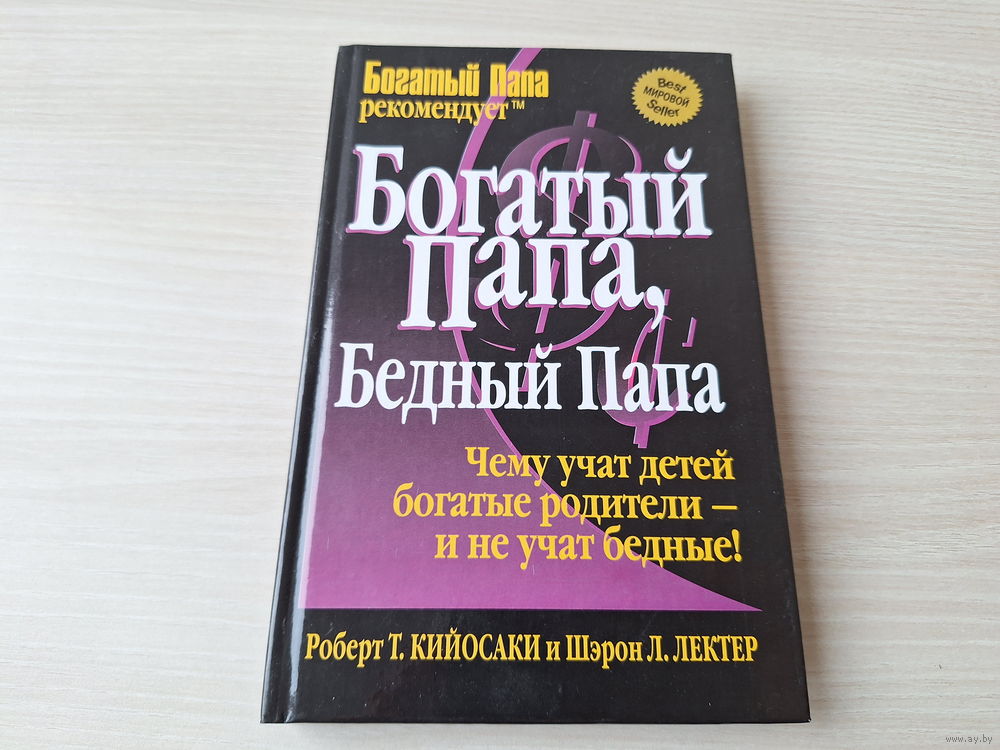 Богатый Папа
рекомендует™
Best
МИРОВОЙ
Seller
Богатый
Папа,
Бедный Папа
Чему учат детей
богатые родители –
и не учат бедные!
Роберт Т. КИЙОСАКИ и Шэрон Л. ЛЕКТЕР
www.ay.by